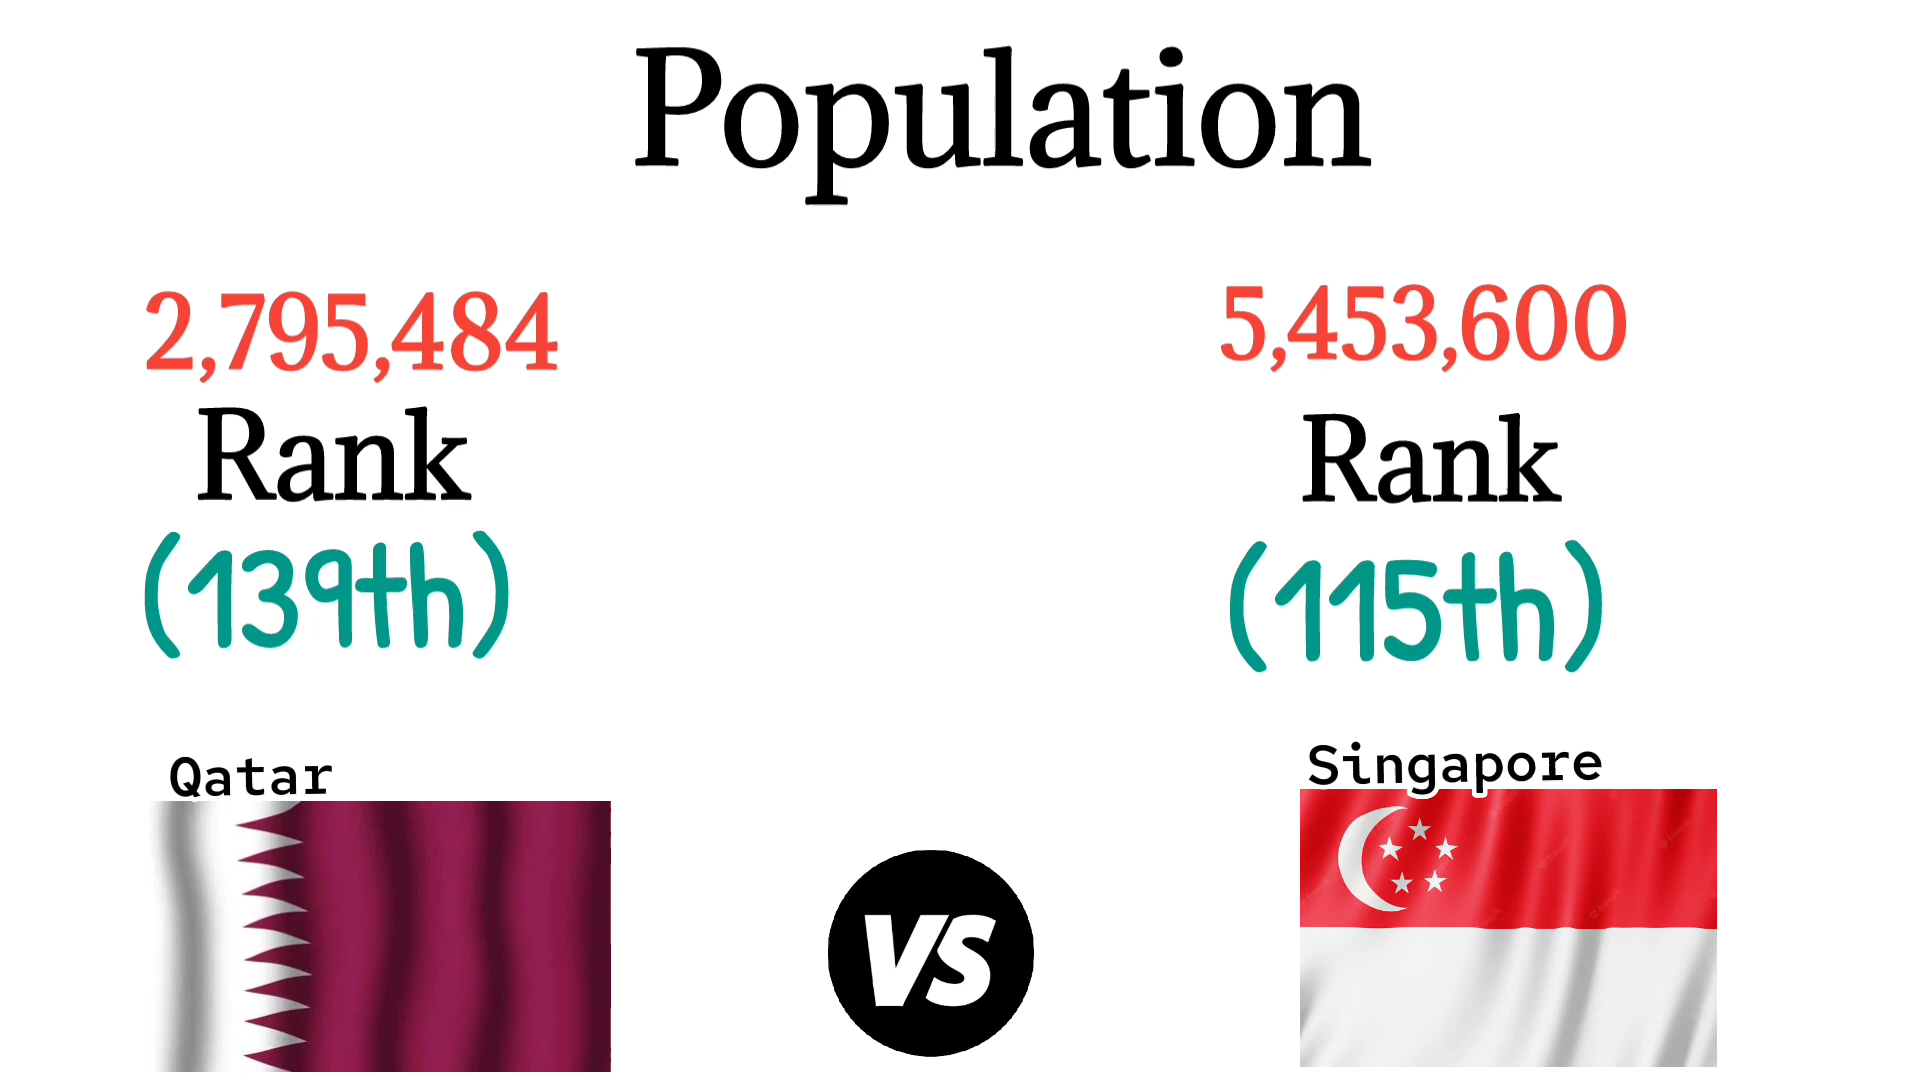 Population
2,795,484
Rank
(139th)
Qatar
VS
5,453,600
Rank
(115th)
Singapore